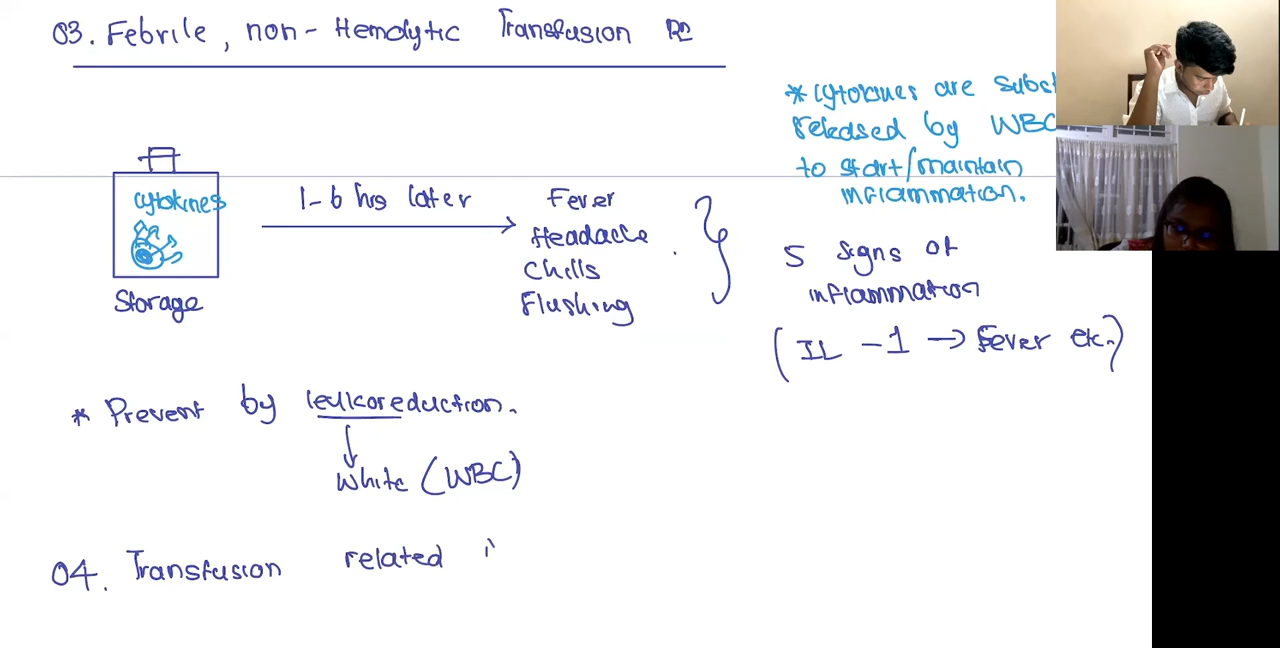 03. Febrile, non-Hemolytic Transfusion
* Cytokines are
released by WBC
to start/maintain
inflammation.
cytokines
Storage
1-6 hrs later
Fever
Headache
Chills
Flushing
5 signs of
inflammation
(IL-1 → Fever etc.)
* Prevent by leukoreduction.
White (WBC)
04. Transfusion related